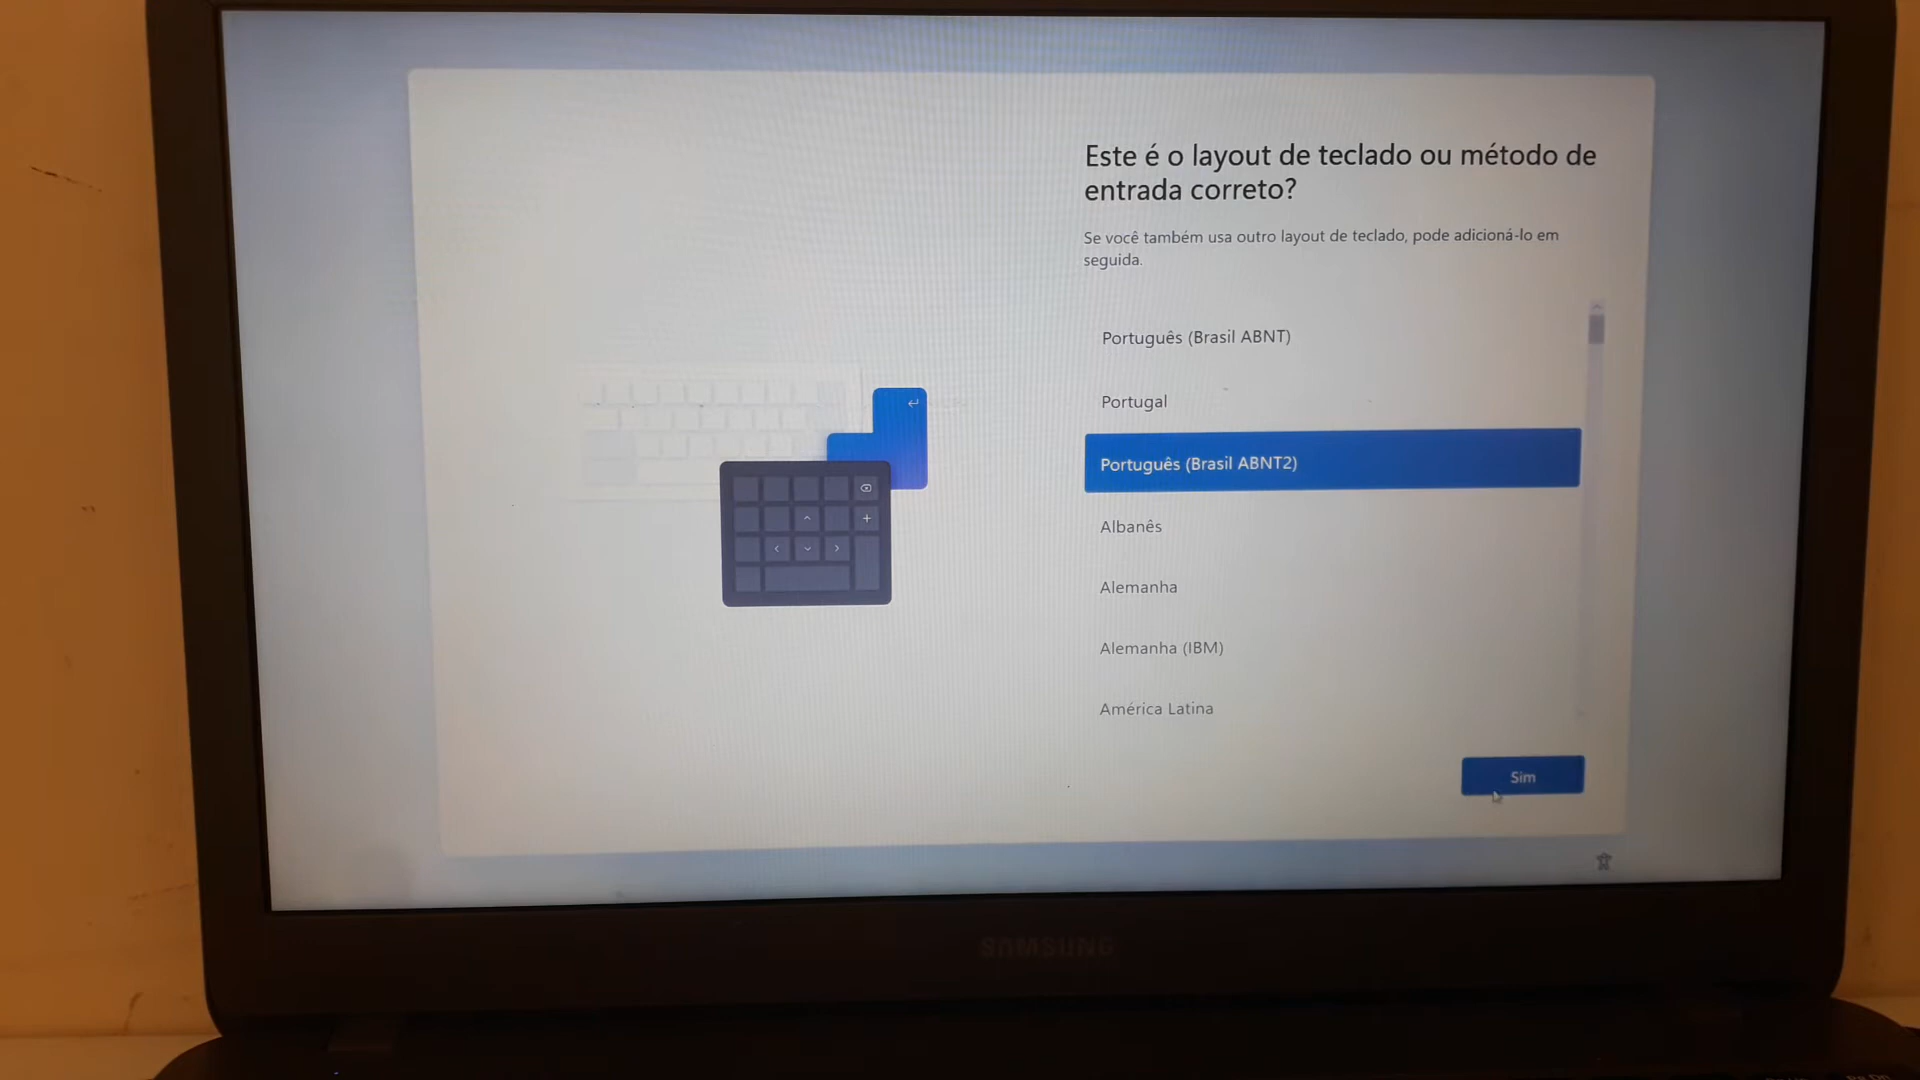 Este é o layout de teclado ou método de
entrada correto?
Se você também usa outro layout de teclado, pode adicioná-lo em
seguida.
Português (Brasil ABNT)
Portugal
Português (Brasil ABNT2)
Albanês
Alemanha
Alemanha (IBM)
América Latina
Sim
SAMSUNG